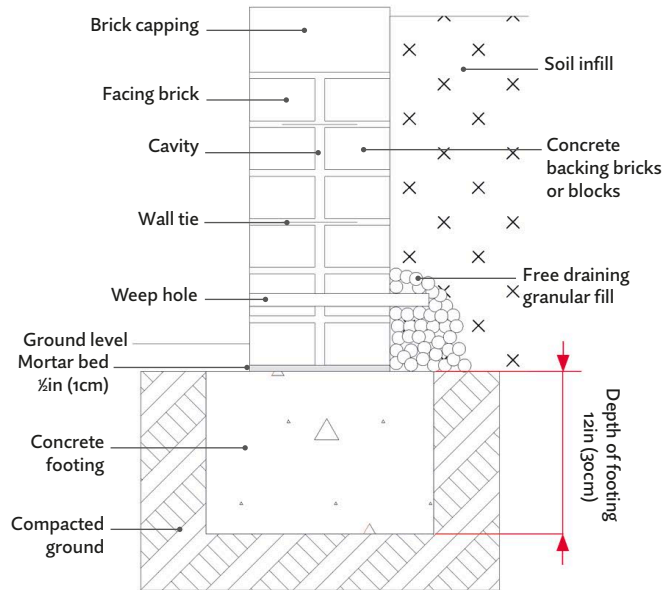 Brick capping
Facing brick
Cavity
Wall tie
Weep hole
Ground level
Mortar bed
½in (1cm)
Concrete
footing
Compacted
ground
Soil infill
Concrete
backing bricks
or blocks
Free draining
granular fill
Depth of footing
12in (30cm)